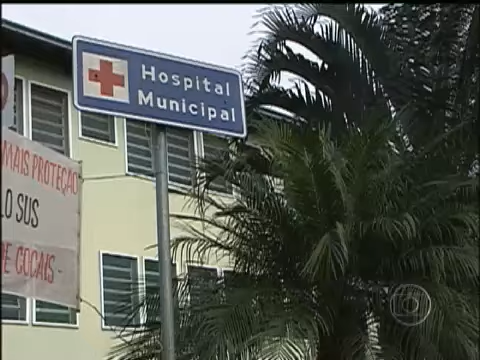 Hospital
Municipal
MAIS PROTEÇÃO
LO SUS
E COCAIS -